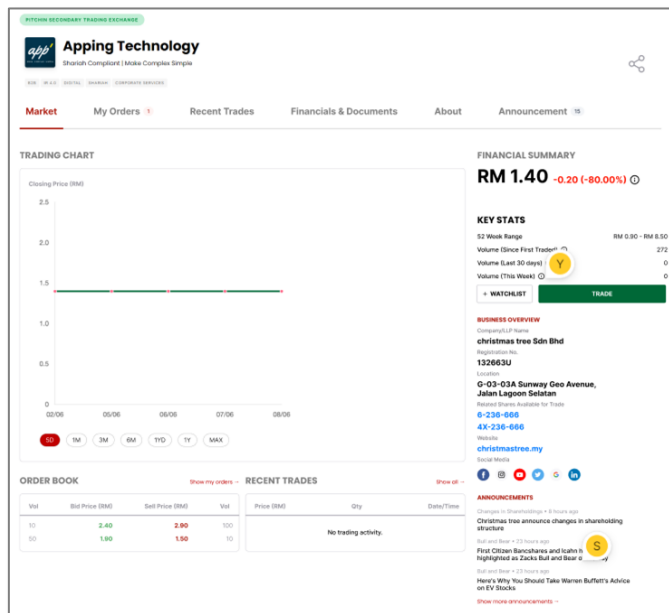 PITCHIN SECONDARY TRADING EXCHANGE
app'
Apping Technology
Shariah Compliant | Make Complex Simple
B2B IR 4.0 DIGITAL SHARIAH CORPORATE SERVICES
Market My Orders 1 Recent Trades Financials & Documents About Announcement 15
TRADING CHART
Closing Price (RM)
2.5
2.0
1.5
1.0
0.5
0
02/06 05/06 06/06 07/06 08/06
5D 1M 3M 6M 1YD 1Y MAX
ORDER BOOK Show my orders →
Vol Bid Price (RM) Sell Price (RM) Vol
10 2.40 2.90 100
50 1.90 1.50 10
RECENT TRADES Show all →
Price (RM) Qty Date/Time
No trading activity.
FINANCIAL SUMMARY
RM 1.40 -0.20 (-80.00%)
KEY STATS
52 Week Range RM 0.90 - RM 8.50
Volume (Since First Traded) 272
Volume (Last 30 days) 0
Y
Volume (This Week) 0
+ WATCHLIST TRADE
BUSINESS OVERVIEW
Company/LLP Name
christmas tree Sdn Bhd
Registration No.
132663U
Location
G-03-03A Sunway Geo Avenue,
Jalan Lagoon Selatan
Related Shares Available for Trade
6-236-666
4X-236-666
Website
christmastree.my
Social Media
ANNOUNCEMENTS
Changes in Shareholdings • 8 hours ago
Christmas tree announce changes in shareholding
structure
Bull and Bear • 23 hours ago
First Citizen Bancshares and Icahn
highlighted as Zacks Bull and Bear
S
Bull and Bear • 23 hours ago
Here's Why You Should Take Warren Buffett's Advice
on EV Stocks
Show more announcements →